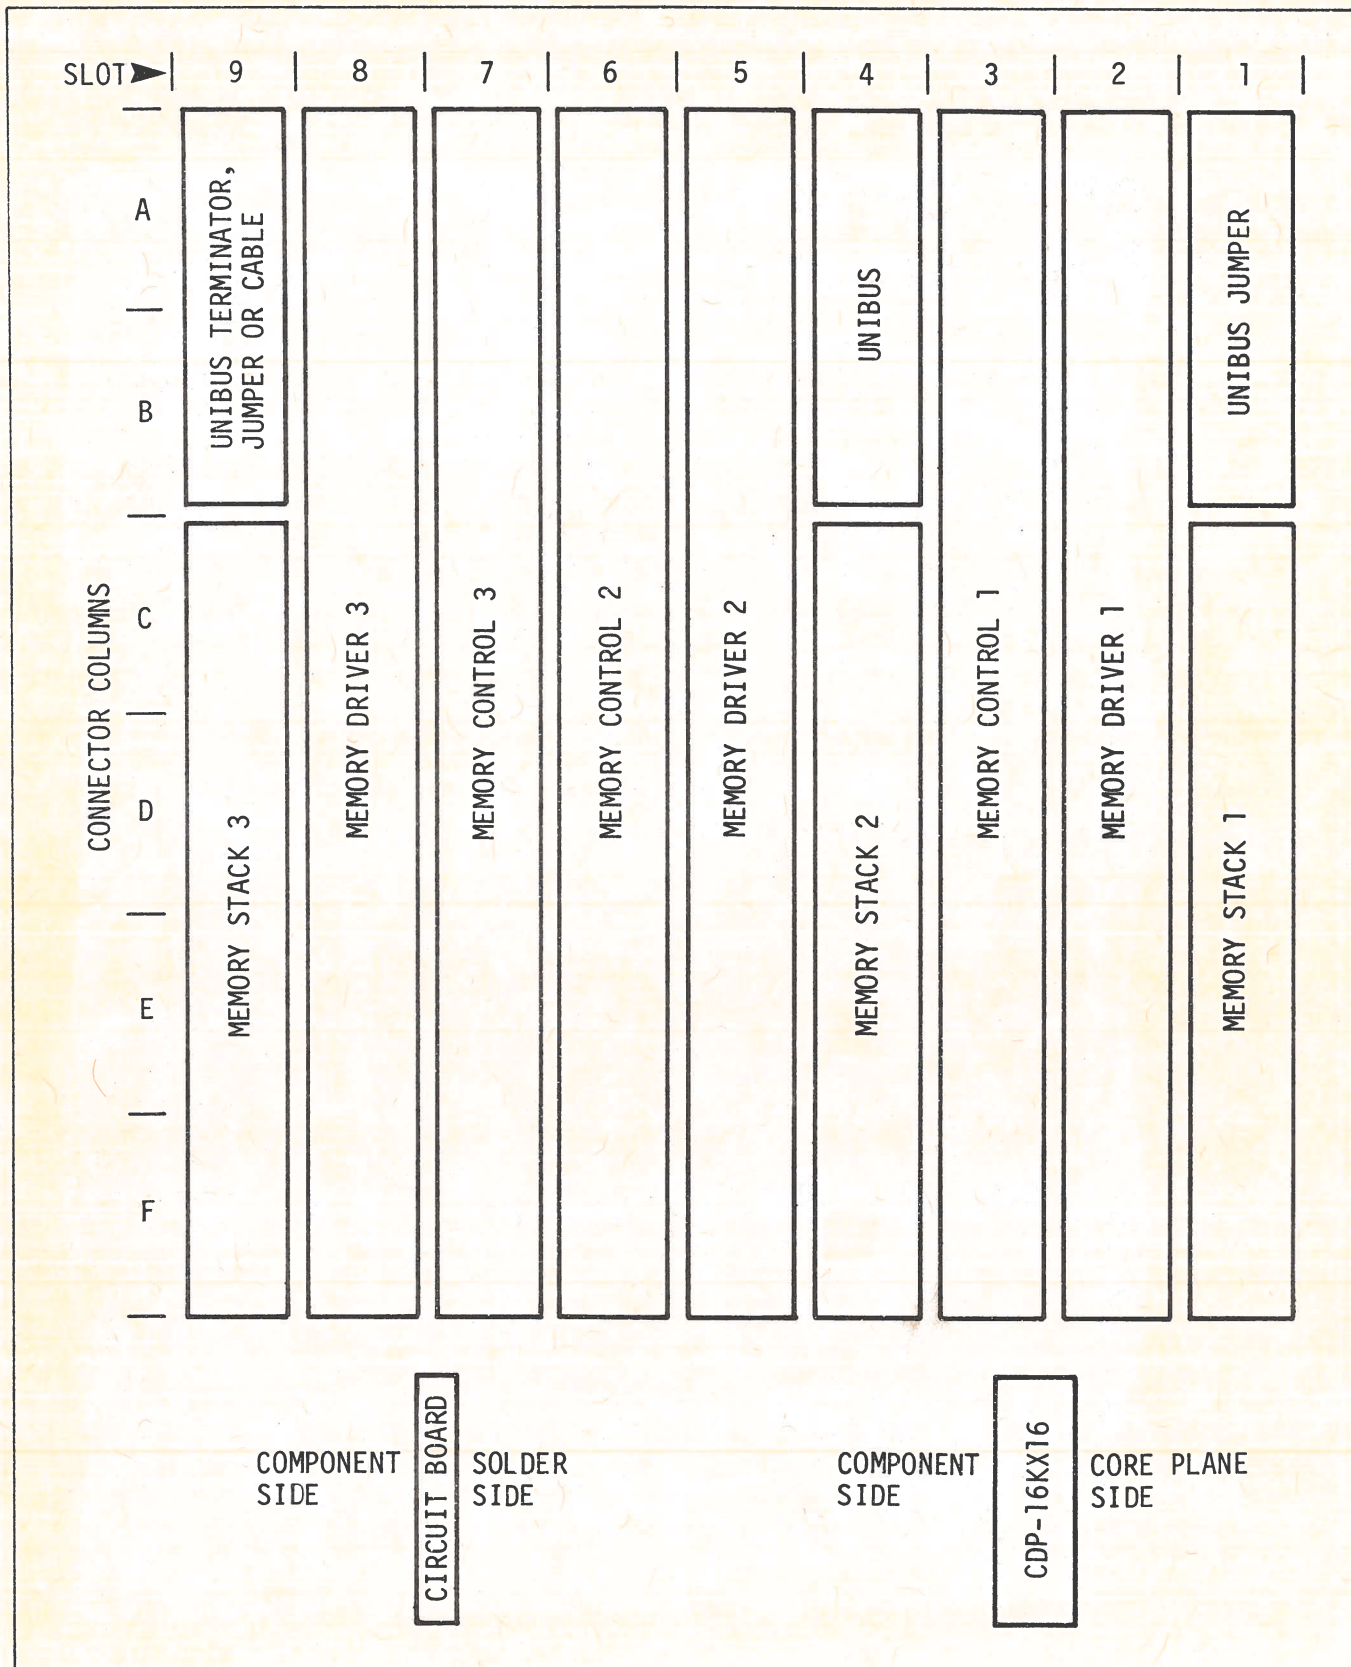 SLOT 9 8 7 6 5 4 3 2 1
CONNECTOR COLUMNS
A
B
C
D
E
F
UNIBUS TERMINATOR,
JUMPER OR CABLE
MEMORY STACK 3
MEMORY DRIVER 3
MEMORY CONTROL 3
MEMORY CONTROL 2
MEMORY DRIVER 2
UNIBUS
MEMORY STACK 2
MEMORY CONTROL 1
MEMORY DRIVER 1
UNIBUS JUMPER
MEMORY STACK 1
COMPONENT
SIDE
CIRCUIT BOARD
SOLDER
SIDE
COMPONENT
SIDE
CDP-16KX16
CORE PLANE
SIDE